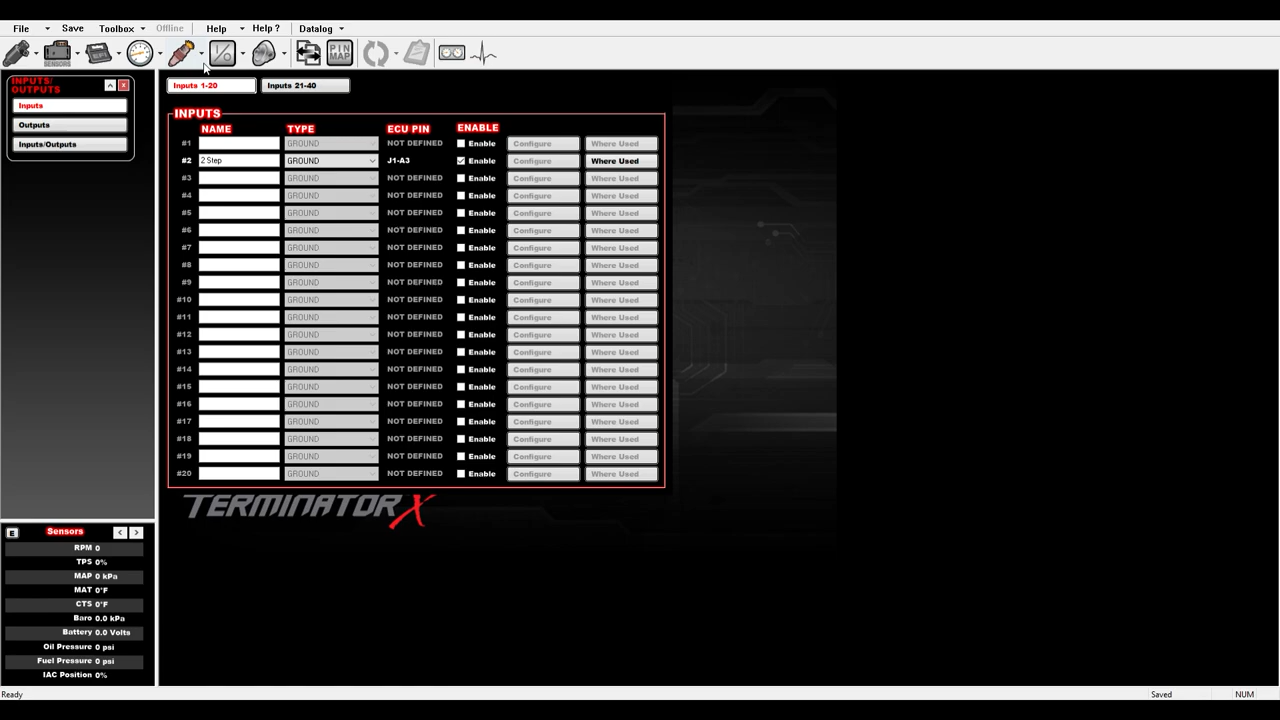 File Save Toolbox Offline Help Help ? Datalog
SENSORS I/O PIN MAP
INPUTS/
OUTPUTS
Inputs
Outputs
Inputs/Outputs
Inputs 1-20 Inputs 21-40
INPUTS
NAME TYPE ECU PIN ENABLE
#1 GROUND NOT DEFINED Enable Configure Where Used
#2 2 Step GROUND J1-A3 Enable Configure Where Used
#3 GROUND NOT DEFINED Enable Configure Where Used
#4 GROUND NOT DEFINED Enable Configure Where Used
#5 GROUND NOT DEFINED Enable Configure Where Used
#6 GROUND NOT DEFINED Enable Configure Where Used
#7 GROUND NOT DEFINED Enable Configure Where Used
#8 GROUND NOT DEFINED Enable Configure Where Used
#9 GROUND NOT DEFINED Enable Configure Where Used
#10 GROUND NOT DEFINED Enable Configure Where Used
#11 GROUND NOT DEFINED Enable Configure Where Used
#12 GROUND NOT DEFINED Enable Configure Where Used
#13 GROUND NOT DEFINED Enable Configure Where Used
#14 GROUND NOT DEFINED Enable Configure Where Used
#15 GROUND NOT DEFINED Enable Configure Where Used
#16 GROUND NOT DEFINED Enable Configure Where Used
#17 GROUND NOT DEFINED Enable Configure Where Used
#18 GROUND NOT DEFINED Enable Configure Where Used
#19 GROUND NOT DEFINED Enable Configure Where Used
#20 GROUND NOT DEFINED Enable Configure Where Used
TERMINATOR X
E Sensors < >
RPM 0
TPS 0%
MAP 0 kPa
MAT 0°F
CTS 0°F
Baro 0.0 kPa
Battery 0.0 Volts
Oil Pressure 0 psi
Fuel Pressure 0 psi
IAC Position 0%
Ready Saved NUM